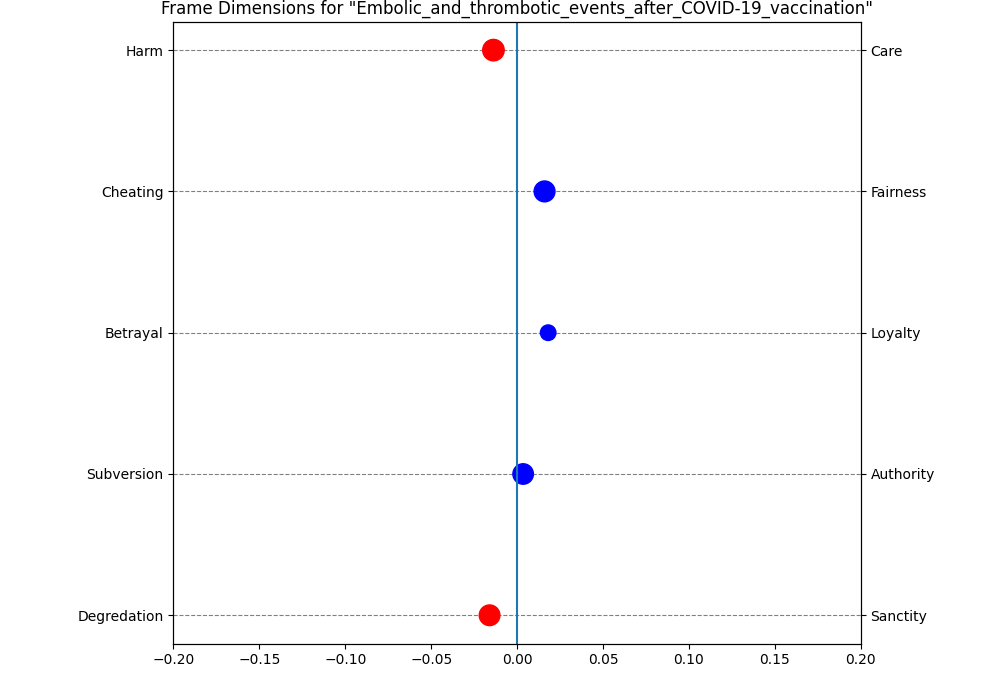 Frame Dimensions for "Embolic_and_thrombotic_events_after_COVID-19_vaccination"
Harm Care
Cheating Fairness
Betrayal Loyalty
Subversion Authority
Degredation Sanctity
−0.20 −0.15 −0.10 −0.05 0.00 0.05 0.10 0.15 0.20